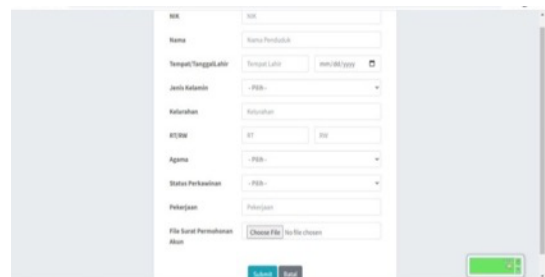 NIK NIK
Nama Nama Penduduk
Tempat/TanggalLahir Tempat Lahir mm/dd/yyyy
Jenis Kelamin - Pilih -
Kelurahan Kelurahan
RT/RW RT RW
Agama - Pilih -
Status Perkawinan - Pilih -
Pekerjaan Pekerjaan
File Surat Permohonan Choose File No file chosen
Akun
Submit Batal